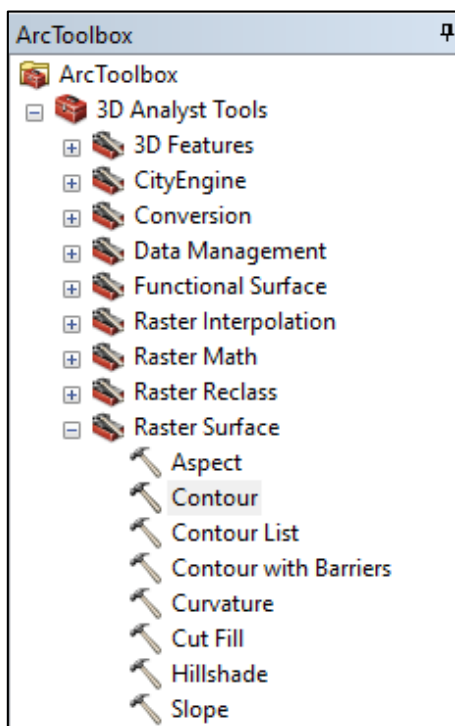 ArcToolbox
ArcToolbox
3D Analyst Tools
3D Features
CityEngine
Conversion
Data Management
Functional Surface
Raster Interpolation
Raster Math
Raster Reclass
Raster Surface
Aspect
Contour
Contour List
Contour with Barriers
Curvature
Cut Fill
Hillshade
Slope